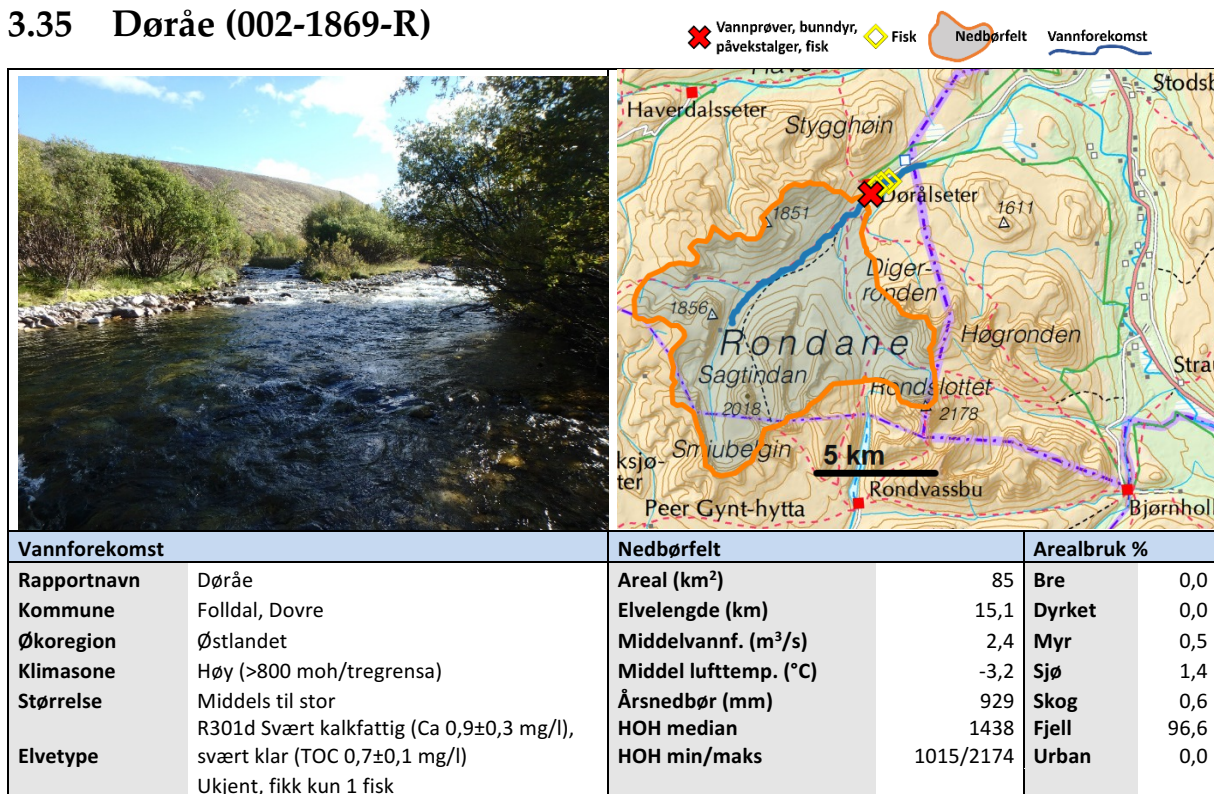 3.35 Døråe (002-1869-R)
Vannprøver, bunndyr,
påvekstalger, fisk
Fisk
Nedbørfelt
Vannforekomst
Haverdalsseter
Stygghøin
Stodsb
1851
Dørålseter
1611
Diger-
ronden
1856
Rondane
Høgronden
Sagtindan
Rondslottet
Stra
2018
2178
Smiubelgin
ksjø-
ter
5 km
Rondvassbu
Peer Gynt-hytta
Bjørnholl
Vannforekomst
Rapportnavn Døråe
Kommune Folldal, Dovre
Økoregion Østlandet
Klimasone Høy (>800 moh/tregrensa)
Størrelse Middels til stor
Elvetype R301d Svært kalkfattig (Ca 0,9±0,3 mg/l),
svært klar (TOC 0,7±0,1 mg/l)
Ukjent, fikk kun 1 fisk
Nedbørfelt
Areal (km²) 85
Elvelengde (km) 15,1
Middelvannf. (m³/s) 2,4
Middel lufttemp. (°C) -3,2
Årsnedbør (mm) 929
HOH median 1438
HOH min/maks 1015/2174
Arealbruk %
Bre 0,0
Dyrket 0,0
Myr 0,5
Sjø 1,4
Skog 0,6
Fjell 96,6
Urban 0,0